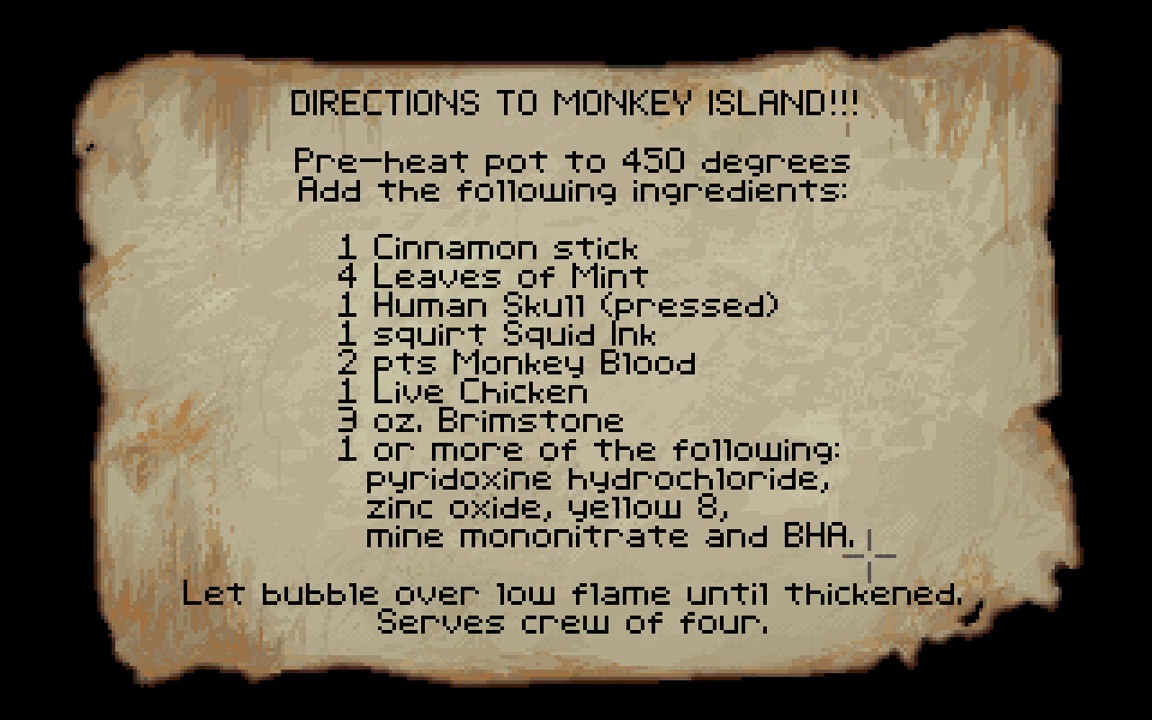 DIRECTIONS TO MONKEY ISLAND!!!
Pre-heat pot to 450 degrees
Add the following ingredients:
1 Cinnamon stick
4 Leaves of Mint
1 Human Skull (pressed)
1 squirt Squid Ink
2 pts Monkey Blood
1 Live Chicken
3 oz. Brimstone
1 or more of the following:
pyridoxine hydrochloride,
zinc oxide, yellow 8,
mine mononitrate and BHA.
Let bubble over low flame until thickened.
Serves crew of four.